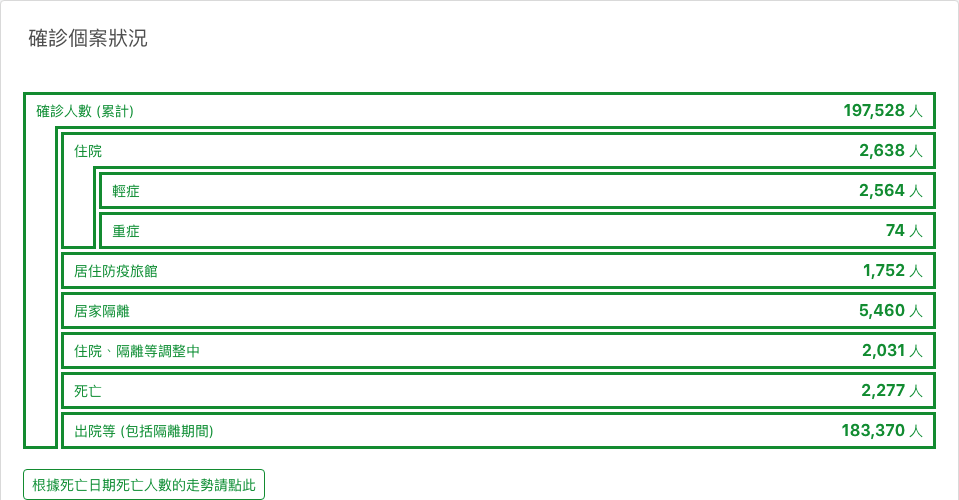 確診個案狀況
確診人數 (累計) 197,528 人
住院 2,638 人
輕症 2,564 人
重症 74 人
居住防疫旅館 1,752 人
居家隔離 5,460 人
住院、隔離等調整中 2,031 人
死亡 2,277 人
出院等 (包括隔離期間) 183,370 人
根據死亡日期死亡人數的走勢請點此